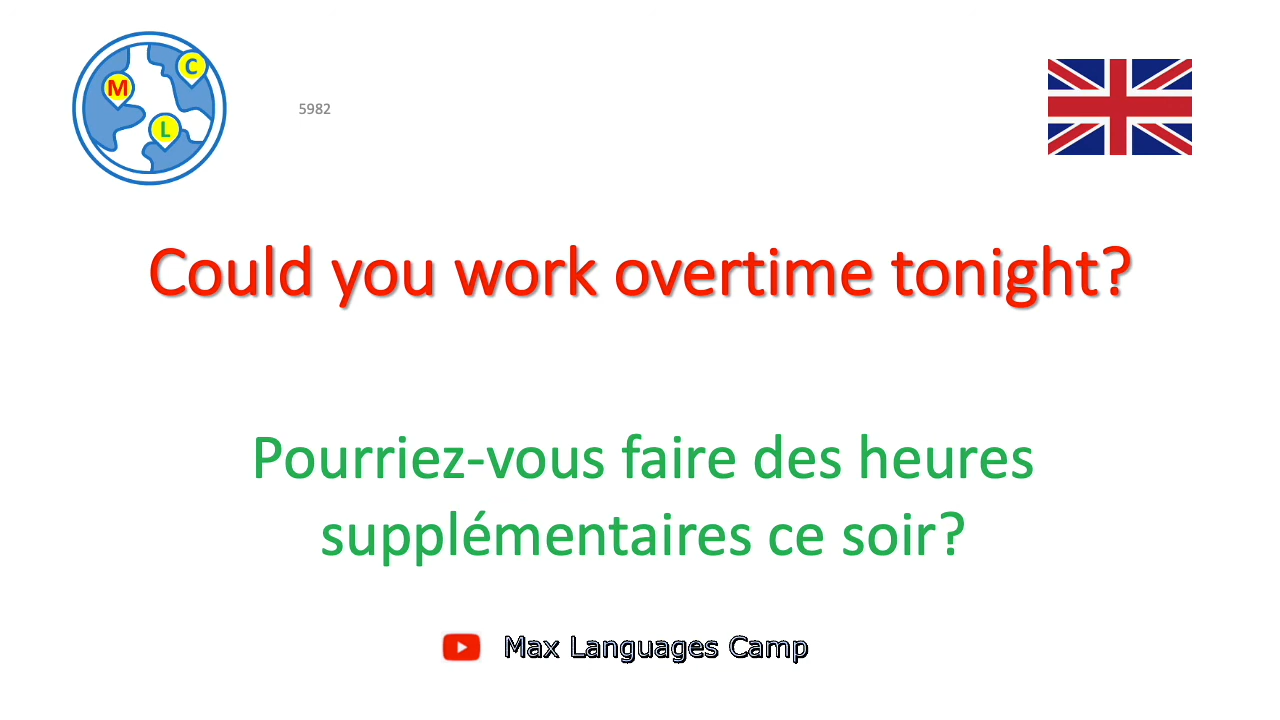 C
M
L
5982
Could you work overtime tonight?
Pourriez-vous faire des heures
supplémentaires ce soir?
Max Languages Camp